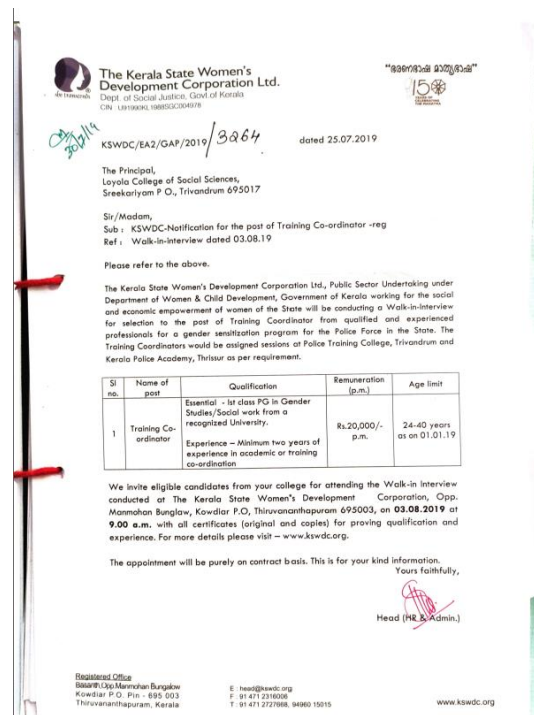 The Kerala State Women's
Development Corporation Ltd.
Dept. of Social Justice, Govt.of Kerala
"ഭരണഭാഷ മാതൃഭാഷ"
150
30/7/19
KSWDC/EA2/GAP/2019/3264 dated 25.07.2019
The Principal,
Loyola College of Social Sciences,
Sreekariyam P O., Trivandrum 695017
Sir/Madam,
Sub : KSWDC-Notification for the post of Training Co-ordinator -reg
Ref : Walk-in-interview dated 03.08.19
Please refer to the above.
The Kerala State Women's Development Corporation Ltd., Public Sector Undertaking under
Department of Women & Child Development, Government of Kerala working for the social
and economic empowerment of women of the State will be conducting a Walk-in-Interview
for selection to the post of Training Coordinator from qualified and experienced
professionals for a gender sensitization program for the Police Force in the State. The
Training Coordinators would be assigned sessions at Police Training College, Trivandrum and
Kerala Police Academy, Thrissur as per requirement.
Sl no. Name of post Qualification Remuneration (p.m.) Age limit
1 Training Co-ordinator Essential - Ist class PG in Gender
Studies/Social work from a
recognized University.
Experience – Minimum two years of
experience in academic or training
co-ordination
Rs.20,000/- p.m.
24-40 years as on 01.01.19
We invite eligible candidates from your college for attending the Walk-in Interview
conducted at The Kerala State Women"s Development Corporation, Opp.
Manmohan Bunglaw, Kowdiar P.O, Thiruvananthapuram 695003, on 03.08.2019 at
9.00 a.m. with all certificates (original and copies) for proving qualification and
experience. For more details please visit – www.kswdc.org.
The appointment will be purely on contract basis. This is for your kind information.
Yours faithfully,
Head (HR & Admin.)
Registered Office
Basanth,Opp.Manmohan Bungalow
Kowdiar P.O. Pin - 695 003
Thiruvananthapuram, Kerala
E : head@kswdc.org
F : 91 471 2316006
T : 91 471 2727668, 94960 15015
www.kswdc.org